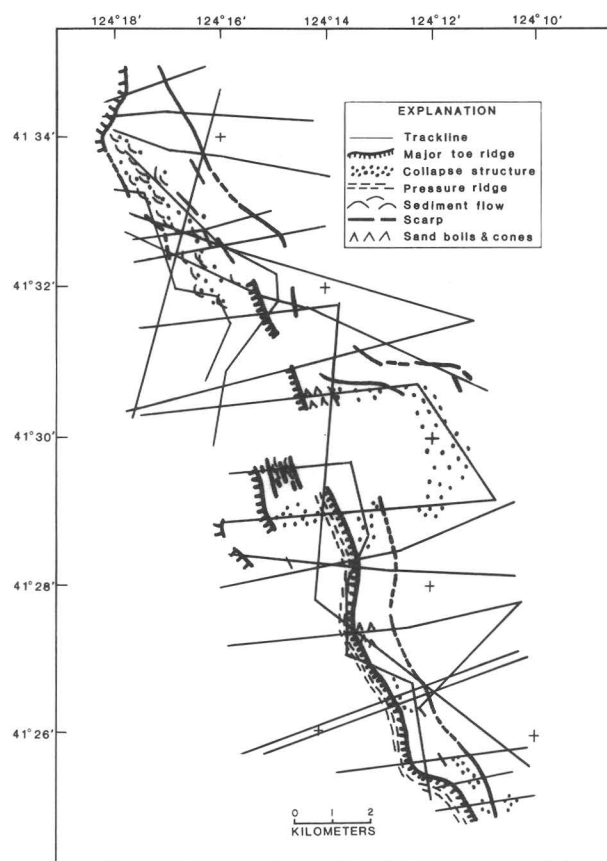 124°18' 124°16' 124°14' 124°12' 124°10'
41°34'
41°32'
41°30'
41°28'
41°26'
EXPLANATION
Trackline
Major toe ridge
Collapse structure
Pressure ridge
Sediment flow
Scarp
Sand boils & cones
0 1 2
KILOMETERS